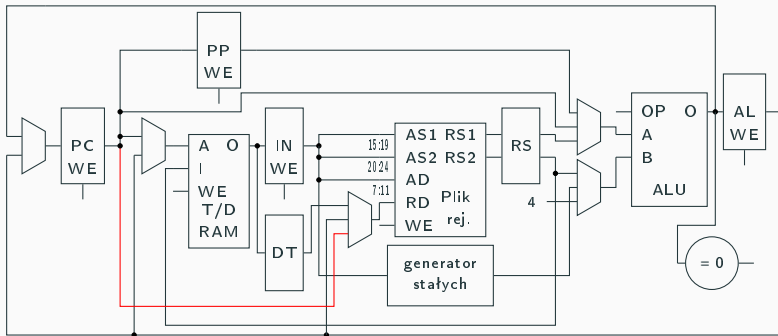 PP
WE
PC
WE
A O
I
WE
T/D
RAM
IN
WE
DT
15:19
20:24
7:11
AS1 RS1
AS2 RS2
AD
RD Plik
WE rej.
RS
generator
stałych
4
OP O
A
B
ALU
AL
WE
= 0